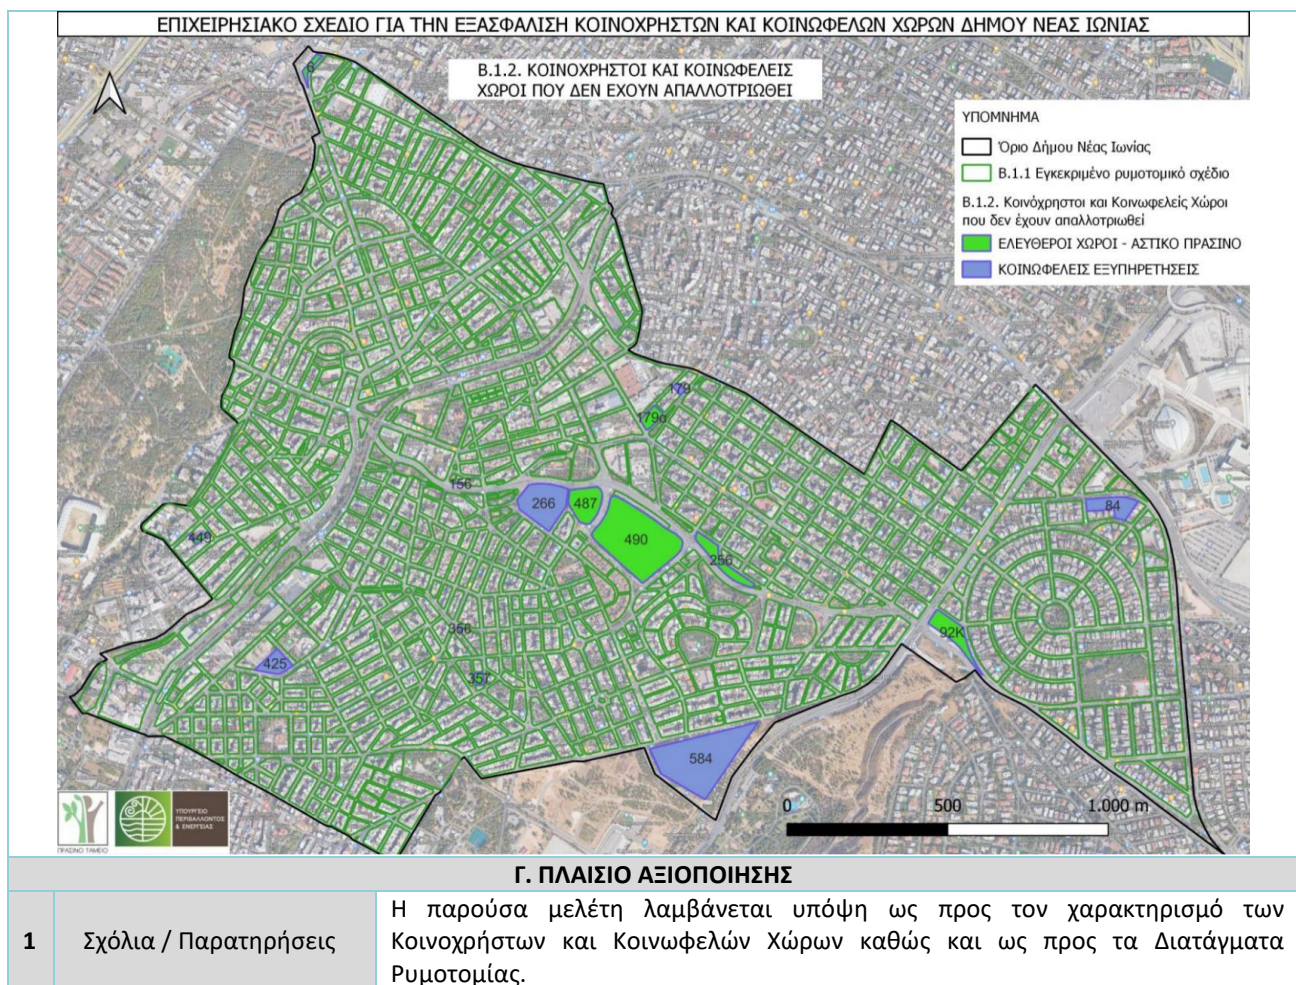 ΕΠΙΧΕΙΡΗΣΙΑΚΟ ΣΧΕΔΙΟ ΓΙΑ ΤΗΝ ΕΞΑΣΦΑΛΙΣΗ ΚΟΙΝΟΧΡΗΣΤΩΝ ΚΑΙ ΚΟΙΝΩΦΕΛΩΝ ΧΩΡΩΝ ΔΗΜΟΥ ΝΕΑΣ ΙΩΝΙΑΣ
Β.1.2. ΚΟΙΝΟΧΡΗΣΤΟΙ ΚΑΙ ΚΟΙΝΩΦΕΛΕΙΣ
ΧΩΡΟΙ ΠΟΥ ΔΕΝ ΕΧΟΥΝ ΑΠΑΛΛΟΤΡΙΩΘΕΙ
ΥΠΟΜΝΗΜΑ
Όριο Δήμου Νέας Ιωνίας
Β.1.1 Εγκεκριμένο ρυμοτομικό σχέδιο
Β.1.2. Κοινόχρηστοι και Κοινωφελείς Χώροι
που δεν έχουν απαλλοτριωθεί
ΕΛΕΥΘΕΡΟΙ ΧΩΡΟΙ - ΑΣΤΙΚΟ ΠΡΑΣΙΝΟ
ΚΟΙΝΩΦΕΛΕΙΣ ΕΞΥΠΗΡΕΤΗΣΕΙΣ
6
179
179α
156
266
487
490
256
84
449
356
357
425
92Κ
584
0 500 1.000 m
ΠΡΑΣΙΝΟ ΤΑΜΕΙΟ
ΥΠΟΥΡΓΕΙΟ
ΠΕΡΙΒΑΛΛΟΝΤΟΣ
& ΕΝΕΡΓΕΙΑΣ
Γ. ΠΛΑΙΣΙΟ ΑΞΙΟΠΟΙΗΣΗΣ
1 Σχόλια / Παρατηρήσεις
Η παρούσα μελέτη λαμβάνεται υπόψη ως προς τον χαρακτηρισμό των
Κοινοχρήστων και Κοινωφελών Χώρων καθώς και ως προς τα Διατάγματα
Ρυμοτομίας.